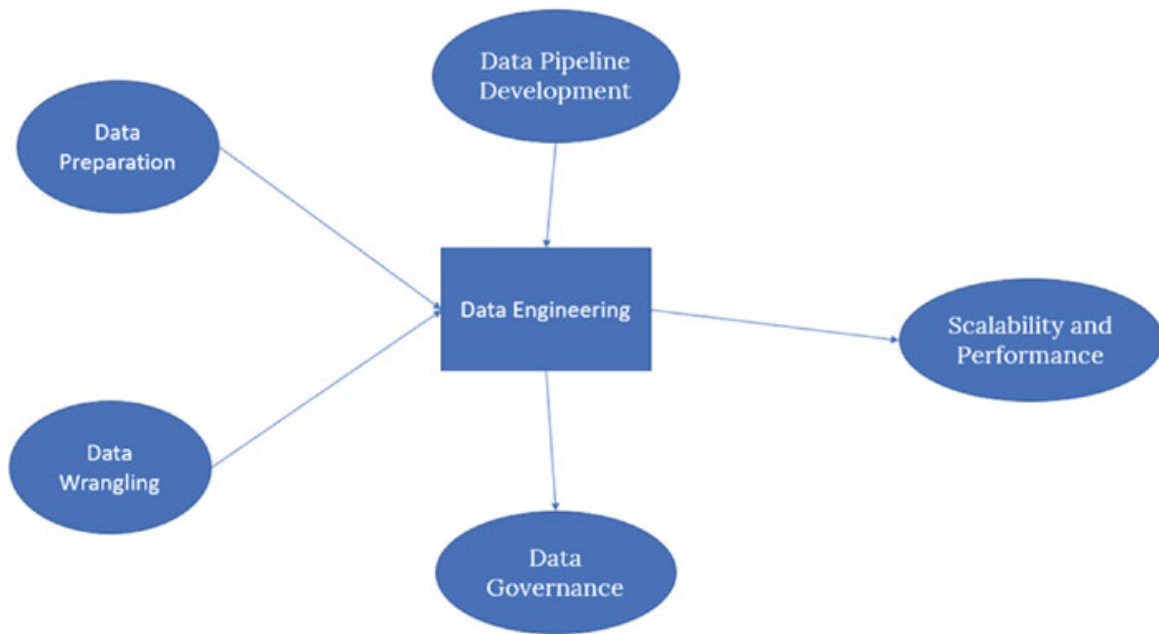 Data Pipeline
Development
Data
Preparation
Data Engineering
Scalability and
Performance
Data
Wrangling
Data
Governance